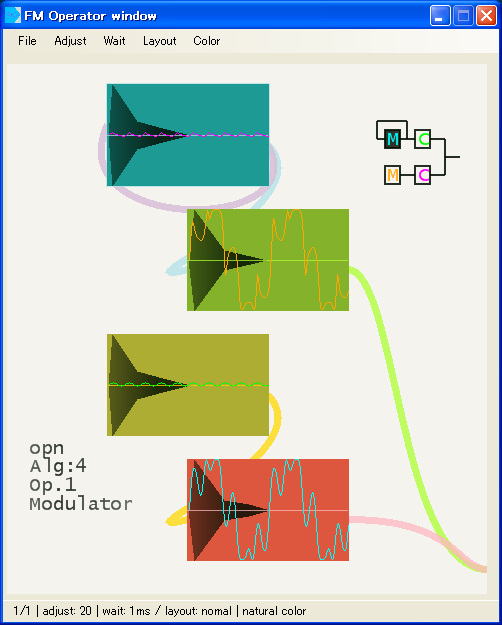 FM Operator window
File Adjust Wait Layout Color
M C
M C
opn
Alg:4
Op.1
Modulator
1/1 | adjust: 20 | wait: 1ms / layout: nomal | natural color